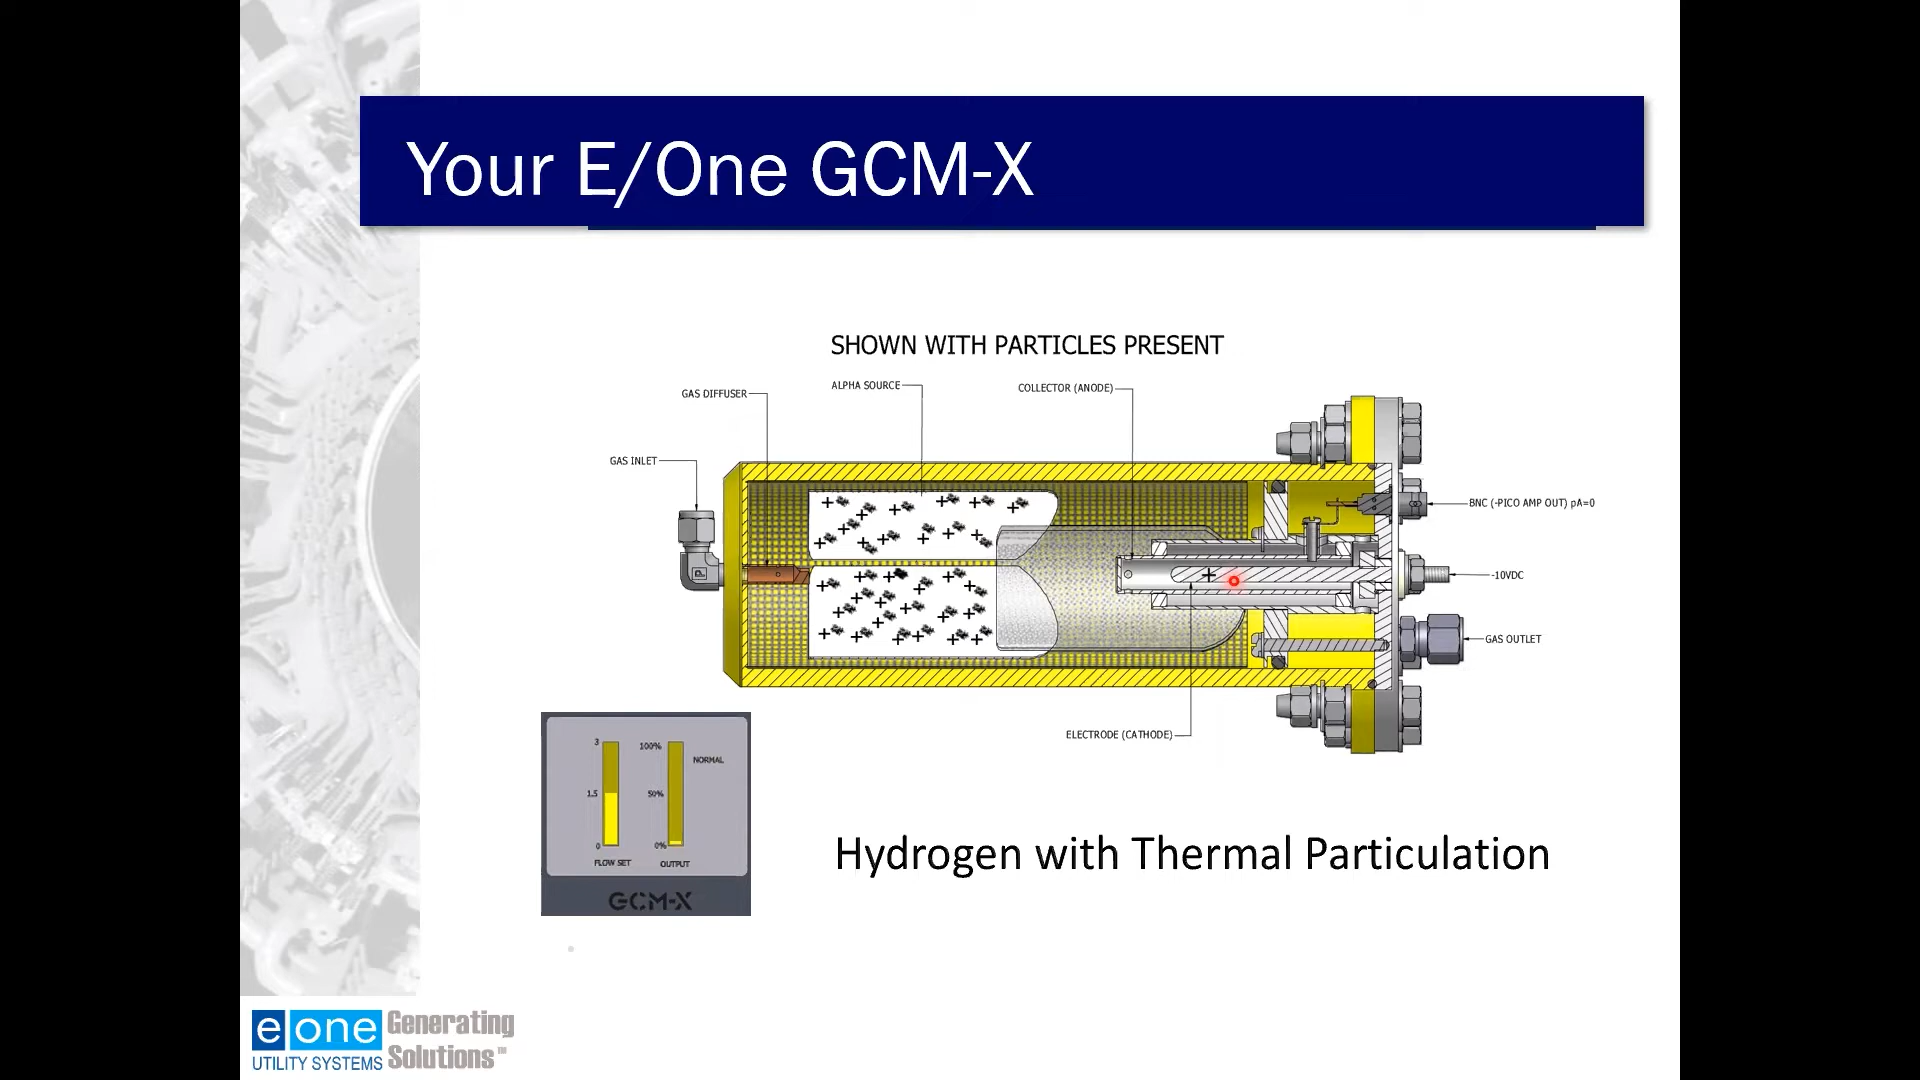 Your E/One GCM-X
SHOWN WITH PARTICLES PRESENT
GAS DIFFUSER
ALPHA SOURCE
COLLECTOR (ANODE)
GAS INLET
BNC (-PICO AMP OUT) pA=0
-10VDC
GAS OUTLET
ELECTRODE (CATHODE)
3
100%
NORMAL
1.5
50%
0
0%
FLOW SET
OUTPUT
GCM-X
Hydrogen with Thermal Particulation
e one Generating
UTILITY SYSTEMS Solutions™